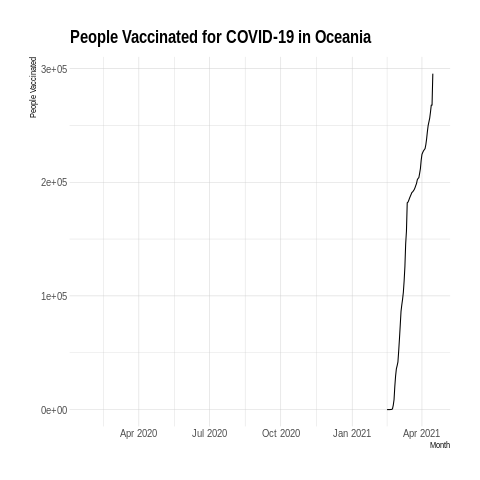 People Vaccinated for COVID-19 in Oceania
People Vaccinated
3e+05
2e+05
1e+05
0e+00
Apr 2020 Jul 2020 Oct 2020 Jan 2021 Apr 2021
Month